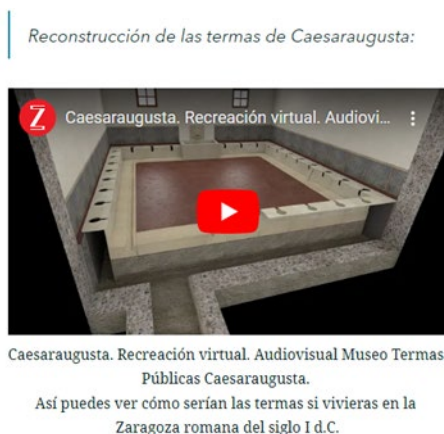 Reconstrucción de las termas de Caesaraugusta:
Z
Caesaraugusta. Recreación virtual. Audiovi...
Caesaraugusta. Recreación virtual. Audiovisual Museo Termas
Públicas Caesaraugusta.
Así puedes ver cómo serían las termas si vivieras en la
Zaragoza romana del siglo I d.C.